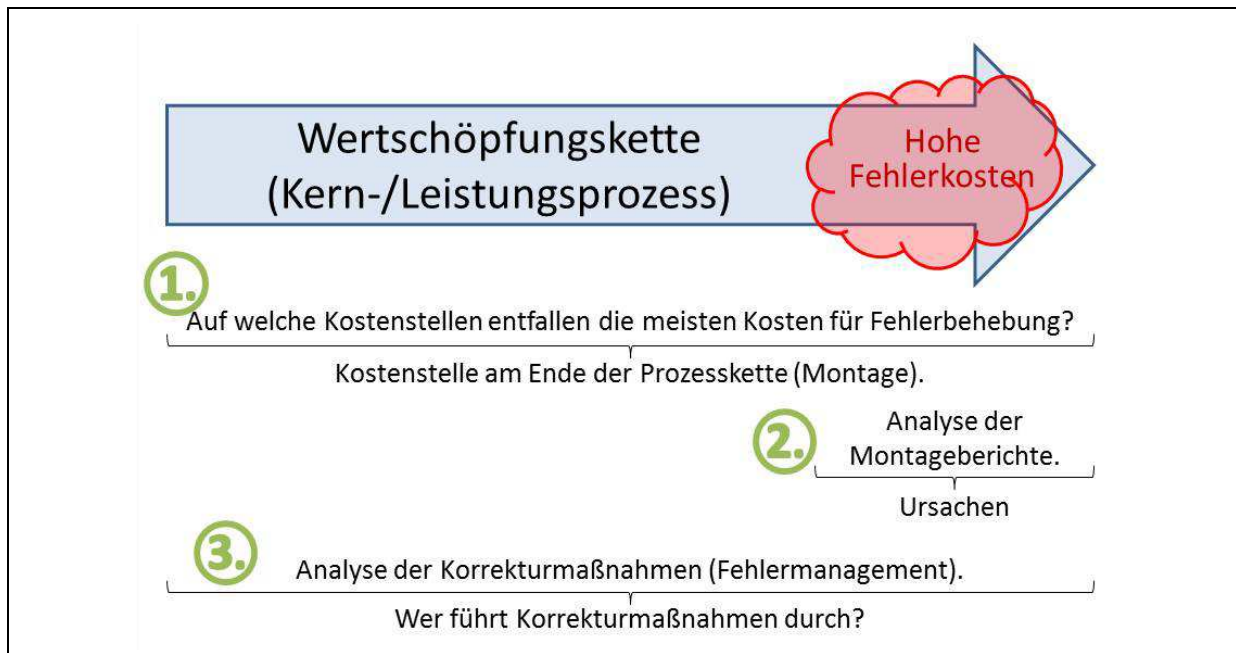 Wertschöpfungskette
(Kern-/Leistungsprozess)
Hohe
Fehlerkosten
1.
Auf welche Kostenstellen entfallen die meisten Kosten für Fehlerbehebung?
Kostenstelle am Ende der Prozesskette (Montage).
2.
Analyse der
Montageberichte.
Ursachen
3.
Analyse der Korrekturmaßnahmen (Fehlermanagement).
Wer führt Korrekturmaßnahmen durch?